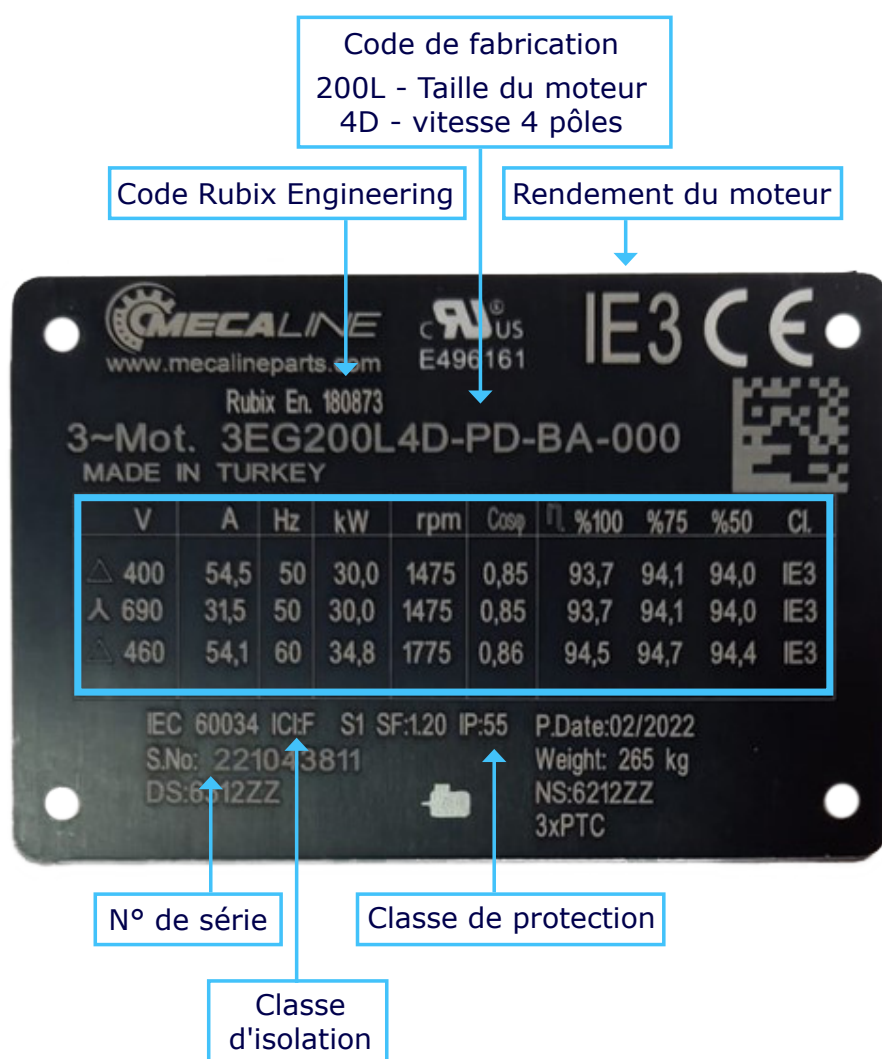 Code de fabrication
200L - Taille du moteur
4D - vitesse 4 pôles
Code Rubix Engineering
Rendement du moteur
MECALINE
www.mecalineparts.com
C UR ® US
E496161
IE3 CE
Rubix En. 180873
3~Mot. 3EG200L4D-PD-BA-000
MADE IN TURKEY
V A Hz kW rpm Cosφ η %100 %75 %50 Cl.
△ 400 54,5 50 30,0 1475 0,85 93,7 94,1 94,0 IE3
⅄ 690 31,5 50 30,0 1475 0,85 93,7 94,1 94,0 IE3
△ 460 54,1 60 34,8 1775 0,86 94,5 94,7 94,4 IE3
IEC 60034 ICl:F S1 SF:1.20 IP:55 P.Date:02/2022
S.No: 221043811 Weight: 265 kg
DS:6312ZZ NS:6212ZZ
3xPTC
N° de série
Classe de protection
Classe
d'isolation